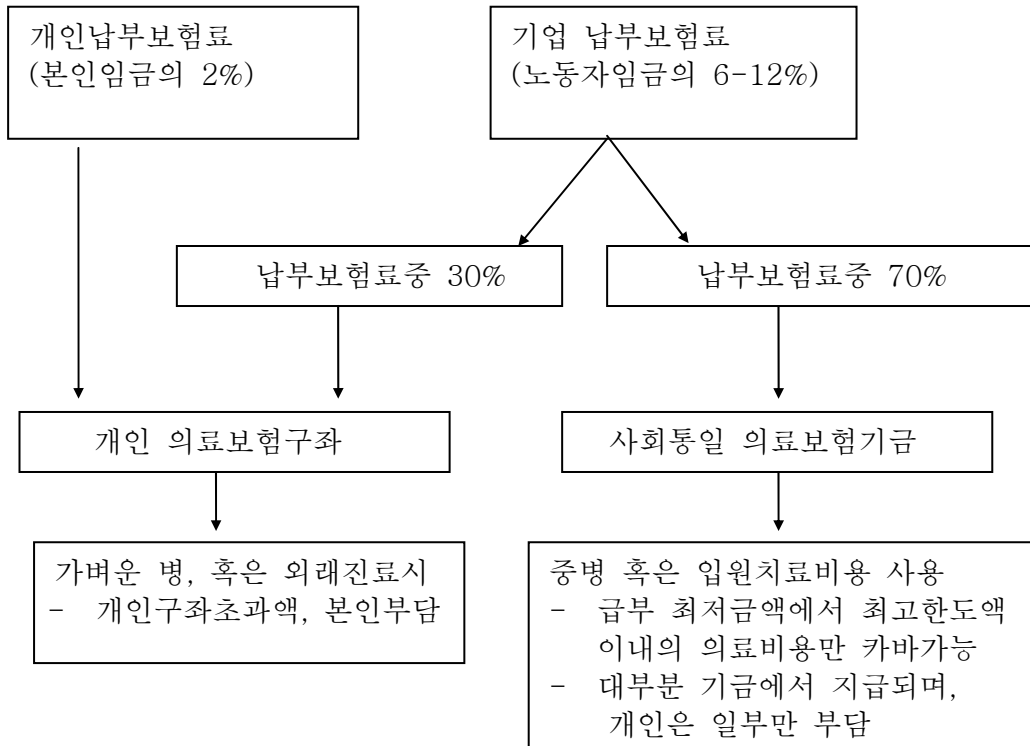 개인납부보험료
(본인임금의 2%)
기업 납부보험료
(노동자임금의 6-12%)
납부보험료중 30%
납부보험료중 70%
개인 의료보험구좌
사회통일 의료보험기금
가벼운 병, 혹은 외래진료시
- 개인구좌초과액, 본인부담
중병 혹은 입원치료비용 사용
- 급부 최저금액에서 최고한도액
이내의 의료비용만 카바가능
- 대부분 기금에서 지급되며,
개인은 일부만 부담